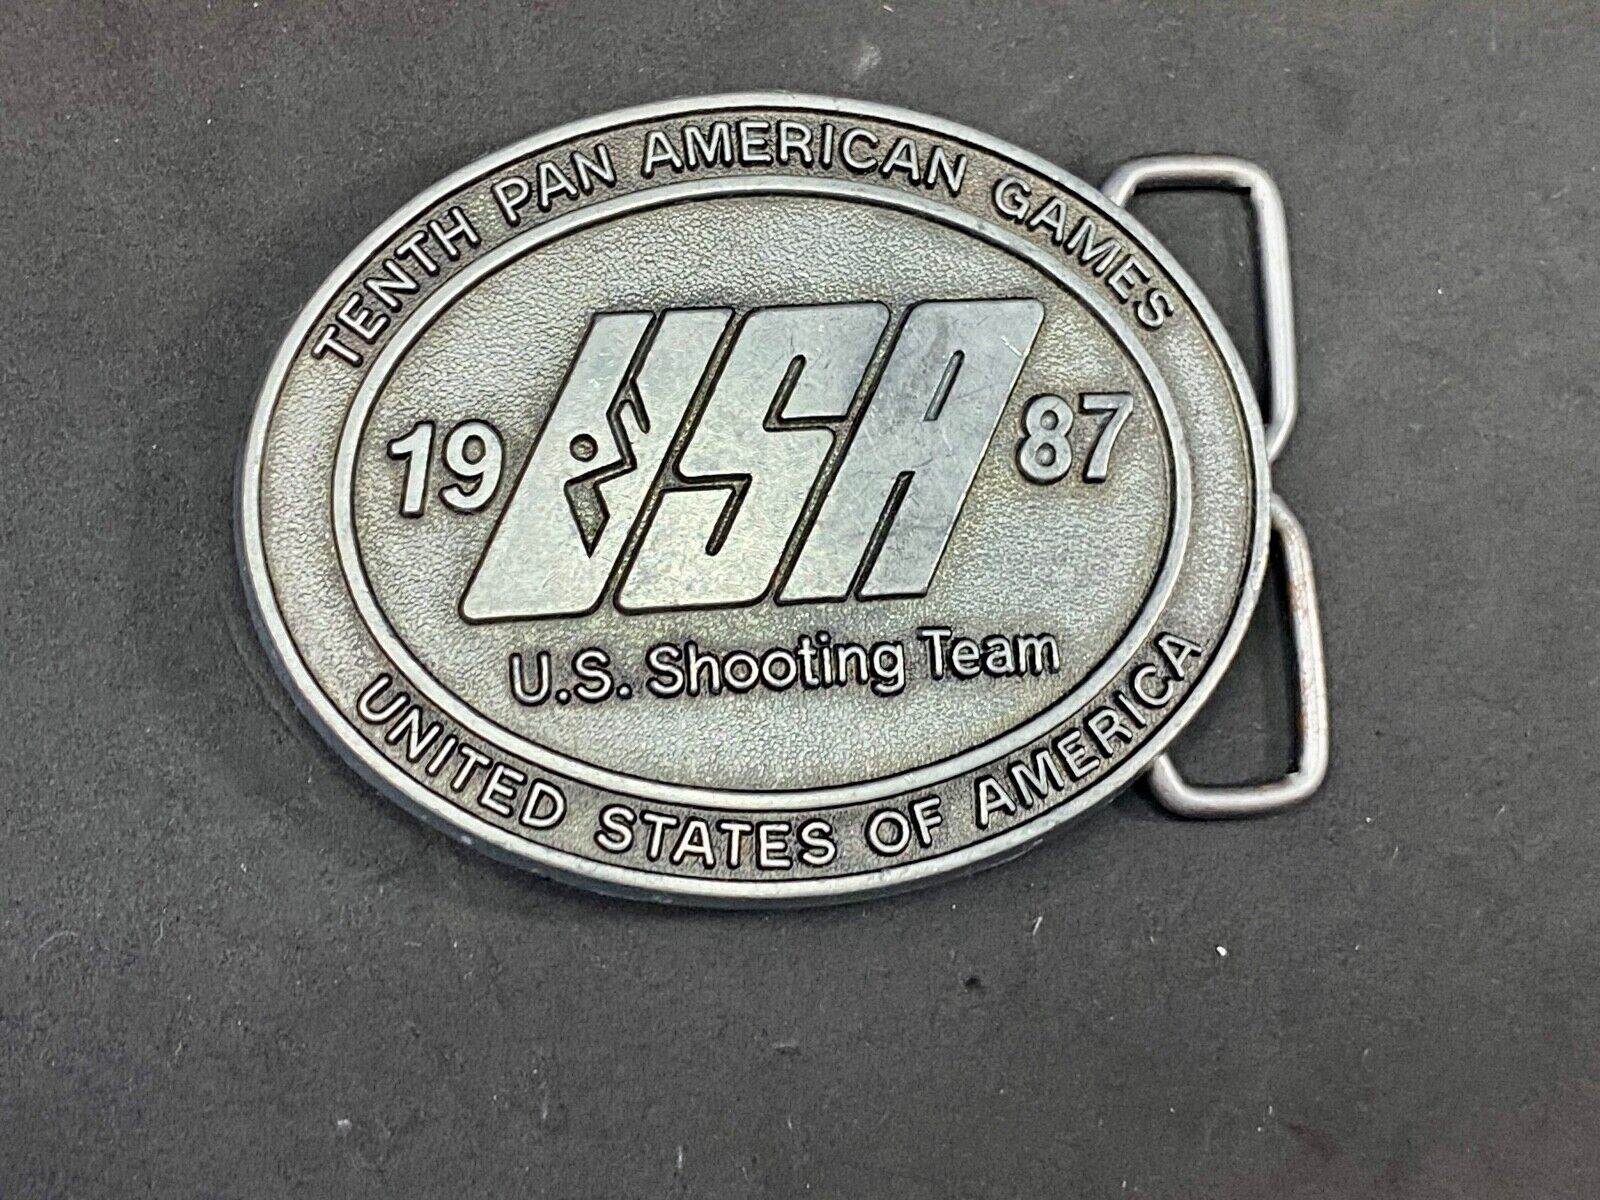 TENTH PAN AMERICAN GAMES
19 USA 87
U.S. Shooting Team
UNITED STATES OF AMERICA